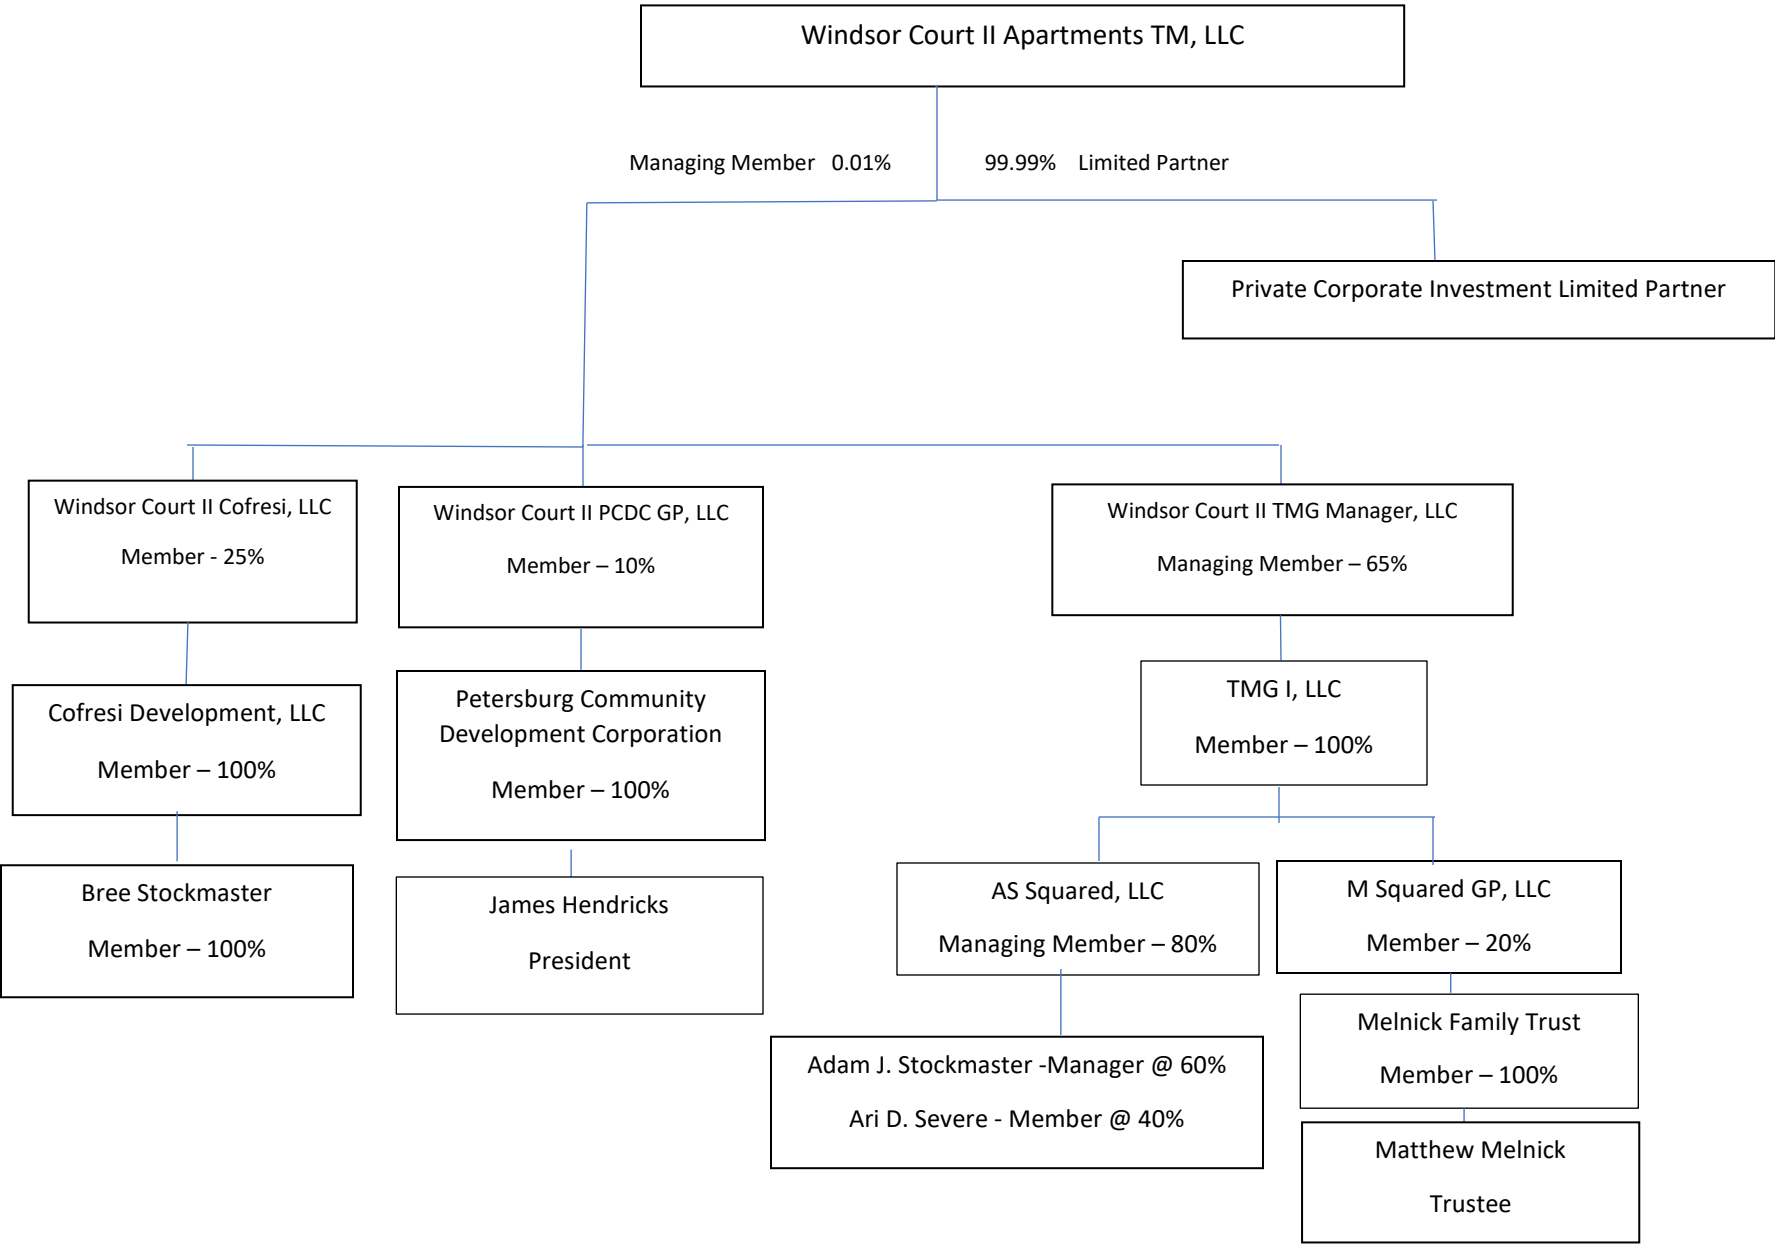 Windsor Court II Apartments TM, LLC
Managing Member 0.01%
99.99% Limited Partner
Private Corporate Investment Limited Partner
Windsor Court II Cofresi, LLC
Member - 25%
Windsor Court II PCDC GP, LLC
Member – 10%
Windsor Court II TMG Manager, LLC
Managing Member – 65%
Cofresi Development, LLC
Member – 100%
Petersburg Community
Development Corporation
Member – 100%
TMG I, LLC
Member – 100%
Bree Stockmaster
Member – 100%
James Hendricks
President
AS Squared, LLC
Managing Member – 80%
M Squared GP, LLC
Member – 20%
Adam J. Stockmaster -Manager @ 60%
Ari D. Severe - Member @ 40%
Melnick Family Trust
Member – 100%
Matthew Melnick
Trustee